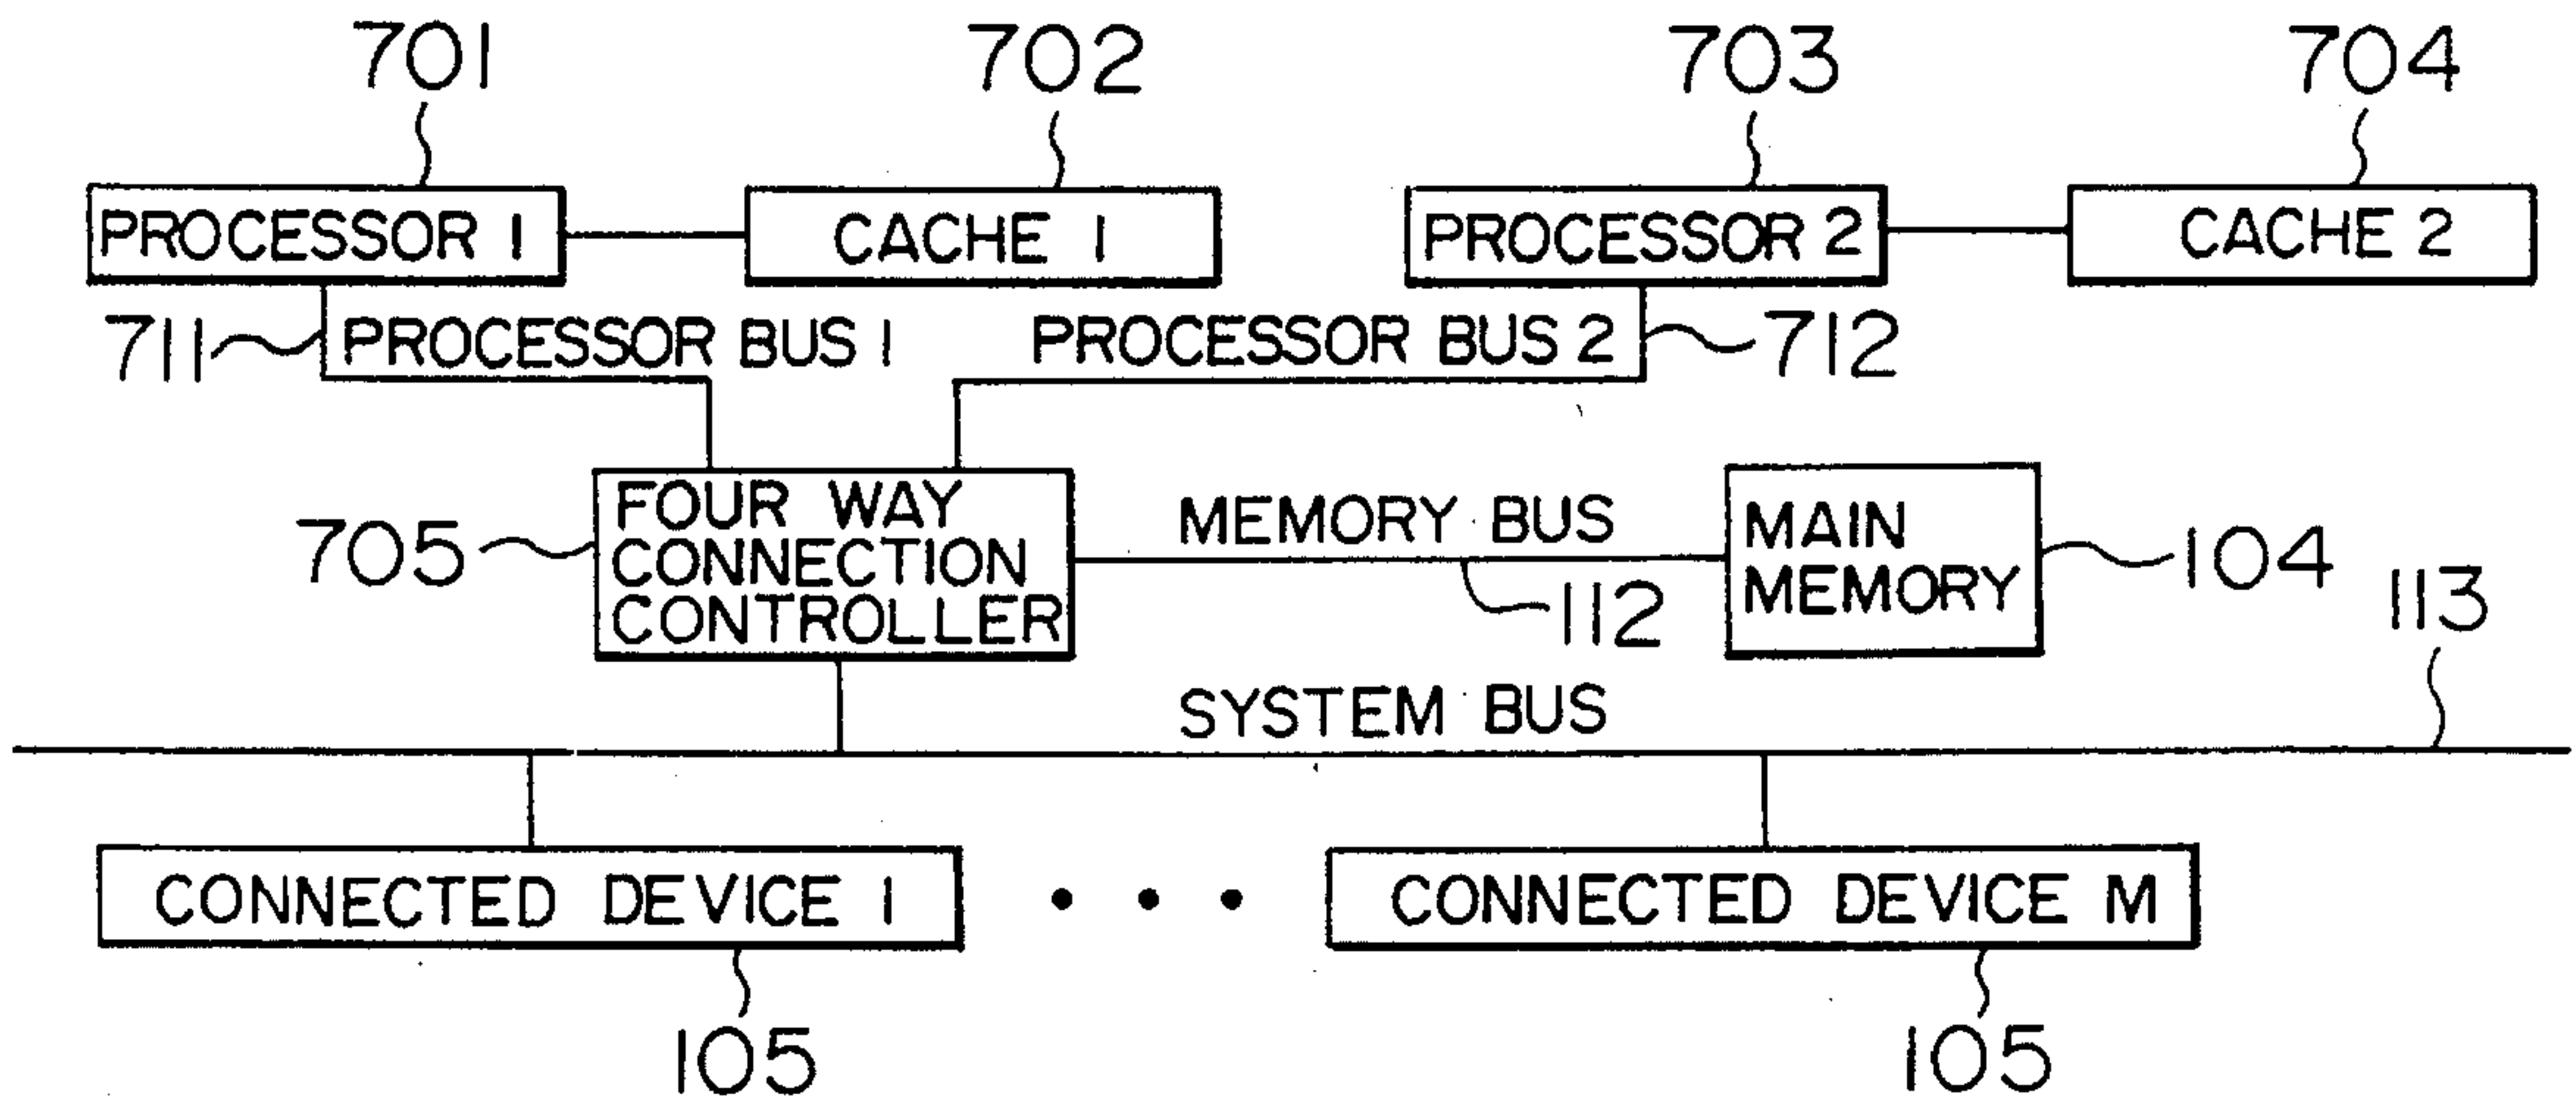 701
702
703
704
PROCESSOR 1
CACHE 1
PROCESSOR 2
CACHE 2
711
PROCESSOR BUS 1
PROCESSOR BUS 2
712
705
FOUR WAY
CONNECTION
CONTROLLER
MEMORY BUS
112
MAIN
MEMORY
104
113
SYSTEM BUS
CONNECTED DEVICE 1
• • •
CONNECTED DEVICE M
105
105